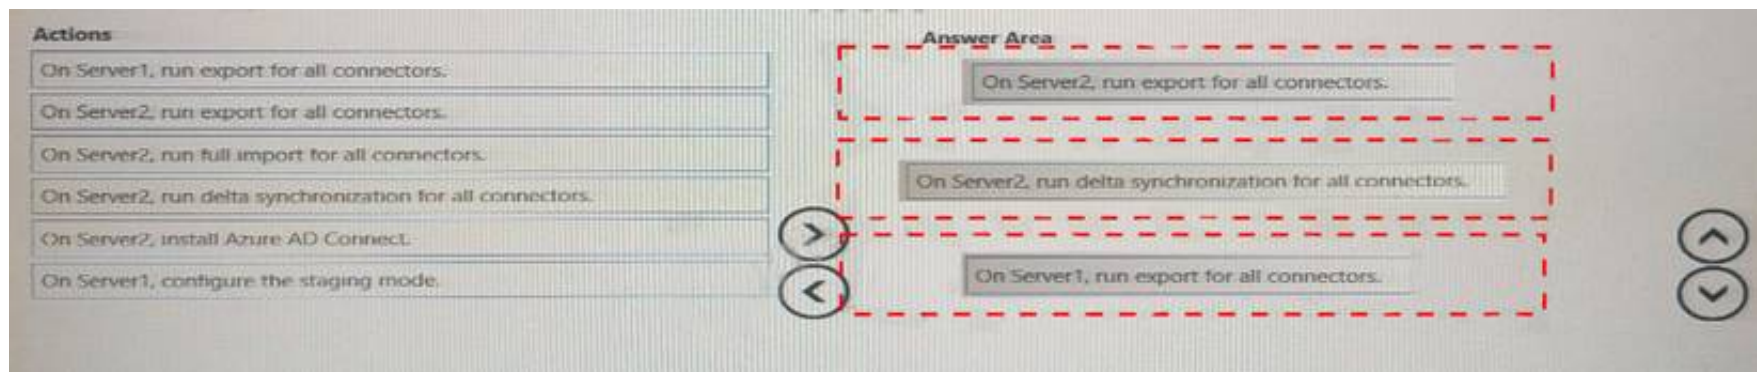 Actions
On Server1, run export for all connectors.
On Server2, run export for all connectors.
On Server2, run full import for all connectors.
On Server2, run delta synchronization for all connectors.
On Server2, install Azure AD Connect.
On Server1, configure the staging mode.
Answer Area
On Server2, run export for all connectors.
On Server2, run delta synchronization for all connectors.
On Server1, run export for all connectors.